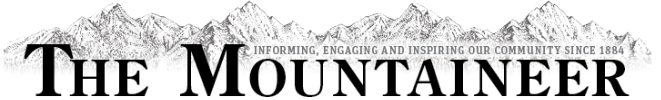 INFORMING, ENGAGING AND INSPIRING OUR COMMUNITY SINCE 1884
THE MOUNTAINEER